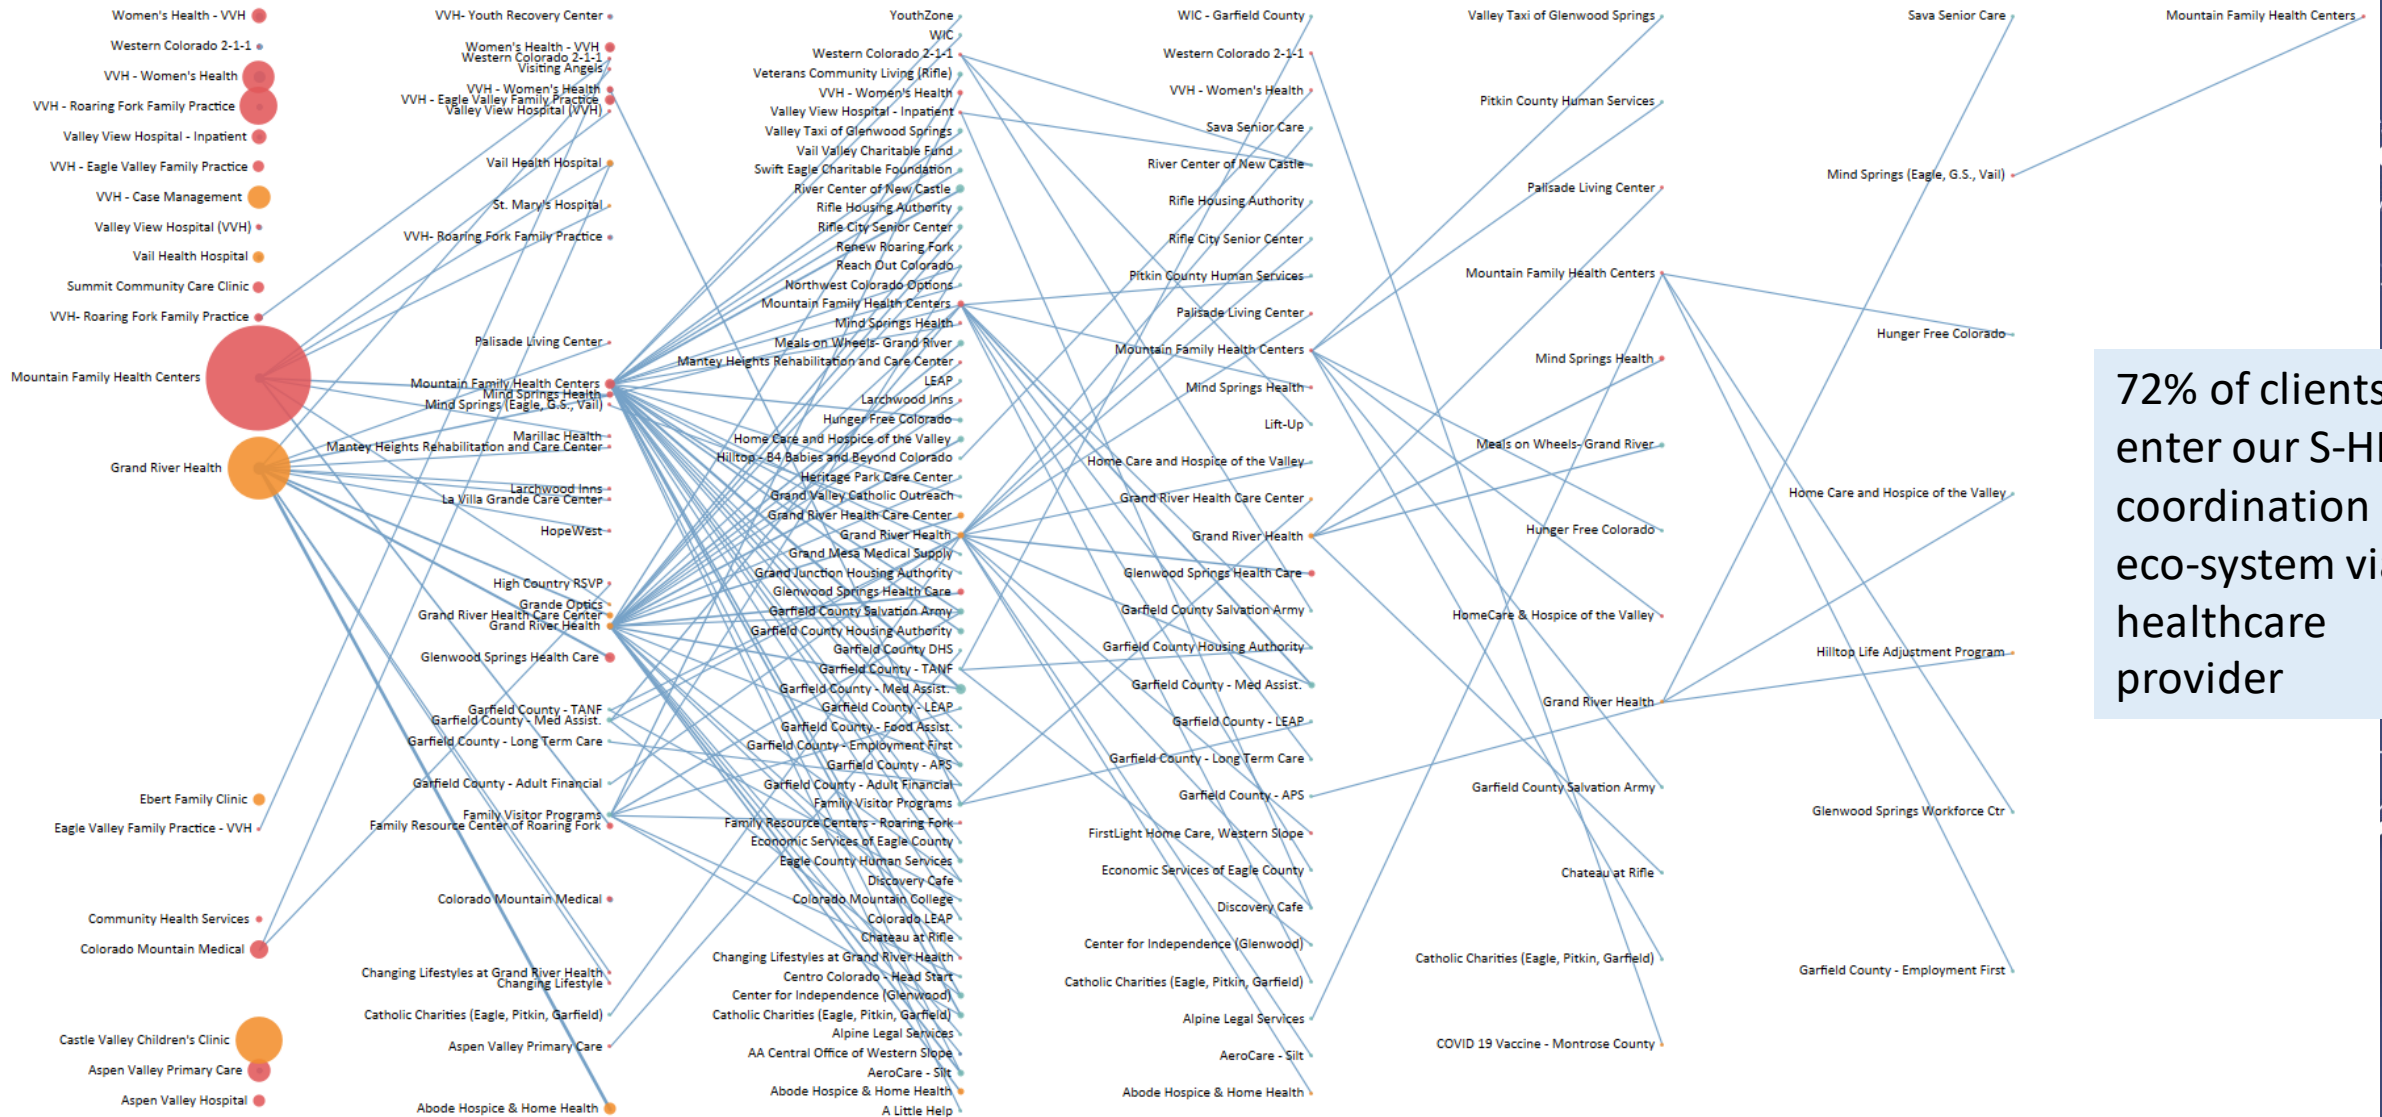 Women's Health - VVH
Western Colorado 2-1-1
VVH - Women's Health
VVH - Roaring Fork Family Practice
Valley View Hospital - Inpatient
VVH - Eagle Valley Family Practice
VVH - Case Management
Valley View Hospital (VVH)
Vail Health Hospital
Summit Community Care Clinic
VVH- Roaring Fork Family Practice
Mountain Family Health Centers
Grand River Health
Ebert Family Clinic
Eagle Valley Family Practice - VVH
Community Health Services
Colorado Mountain Medical
Castle Valley Children's Clinic
Aspen Valley Primary Care
Aspen Valley Hospital
VVH- Youth Recovery Center
Women's Health - VVH
Western Colorado 2-1-1
Visiting Angels
VVH - Women's Health
VVH - Eagle Valley Family Practice
Valley View Hospital (VVH)
Vail Health Hospital
St. Mary's Hospital
VVH- Roaring Fork Family Practice
Palisade Living Center
Mountain Family Health Centers
Mind Springs Health
Mind Springs (Eagle, G.S., Vail)
Marillac Health
Mantey Heights Rehabilitation and Care Center
Larchwood Inns
La Villa Grande Care Center
HopeWest
High Country RSVP
Grande Optics
Grand River Health Care Center
Grand River Health
Glenwood Springs Health Care
Garfield County - TANF
Garfield County - Med Assist.
Garfield County - Long Term Care
Garfield County - Adult Financial
Family Visitor Programs
Family Resource Center of Roaring Fork
Colorado Mountain Medical
Changing Lifestyles at Grand River Health
Changing Lifestyle
Catholic Charities (Eagle, Pitkin, Garfield)
Aspen Valley Primary Care
Abode Hospice & Home Health
YouthZone
WIC
Western Colorado 2-1-1
Veterans Community Living (Rifle)
VVH - Women's Health
Valley View Hospital - Inpatient
Valley Taxi of Glenwood Springs
Vail Valley Charitable Fund
Swift Eagle Charitable Foundation
River Center of New Castle
Rifle Housing Authority
Rifle City Senior Center
Renew Roaring Fork
Reach Out Colorado
Northwest Colorado Options
Mountain Family Health Centers
Mind Springs Health
Meals on Wheels- Grand River
Mantey Heights Rehabilitation and Care Center
LEAP
Larchwood Inns
Hunger Free Colorado
Home Care and Hospice of the Valley
Hilltop - B4 Babies and Beyond Colorado
Heritage Park Care Center
Grand Valley Catholic Outreach
Grand River Health Care Center
Grand River Health
Grand Mesa Medical Supply
Grand Junction Housing Authority
Glenwood Springs Health Care
Garfield County Salvation Army
Garfield County Housing Authority
Garfield County DHS
Garfield County - TANF
Garfield County - Med Assist.
Garfield County - LEAP
Garfield County - Food Assist.
Garfield County - Employment First
Garfield County - APS
Garfield County - Adult Financial
Family Visitor Programs
Family Resource Centers - Roaring Fork
Economic Services of Eagle County
Eagle County Human Services
Discovery Cafe
Colorado Mountain College
Colorado LEAP
Chateau at Rifle
Changing Lifestyles at Grand River Health
Centro Colorado - Head Start
Center for Independence (Glenwood)
Catholic Charities (Eagle, Pitkin, Garfield)
Alpine Legal Services
AA Central Office of Western Slope
AeroCare - Silt
Abode Hospice & Home Health
A Little Help
WIC - Garfield County
Western Colorado 2-1-1
VVH - Women's Health
Sava Senior Care
River Center of New Castle
Rifle Housing Authority
Rifle City Senior Center
Pitkin County Human Services
Palisade Living Center
Mountain Family Health Centers
Mind Springs Health
Lift-Up
Home Care and Hospice of the Valley
Grand River Health Care Center
Grand River Health
Glenwood Springs Health Care
Garfield County Salvation Army
Garfield County Housing Authority
Garfield County - Med Assist.
Garfield County - LEAP
Garfield County - Long Term Care
Garfield County - APS
FirstLight Home Care, Western Slope
Economic Services of Eagle County
Discovery Cafe
Center for Independence (Glenwood)
Catholic Charities (Eagle, Pitkin, Garfield)
Alpine Legal Services
AeroCare - Silt
Abode Hospice & Home Health
Valley Taxi of Glenwood Springs
Pitkin County Human Services
Palisade Living Center
Mountain Family Health Centers
Mind Springs Health
Meals on Wheels- Grand River
Hunger Free Colorado
HomeCare & Hospice of the Valley
Grand River Health
Garfield County Salvation Army
Chateau at Rifle
Catholic Charities (Eagle, Pitkin, Garfield)
COVID 19 Vaccine - Montrose County
Sava Senior Care
Mind Springs (Eagle, G.S., Vail)
Hunger Free Colorado
Home Care and Hospice of the Valley
Hilltop Life Adjustment Program
Glenwood Springs Workforce Ctr
Garfield County - Employment First
Mountain Family Health Centers
72% of clients
enter our
coordination
eco-system via
healthcare
provider